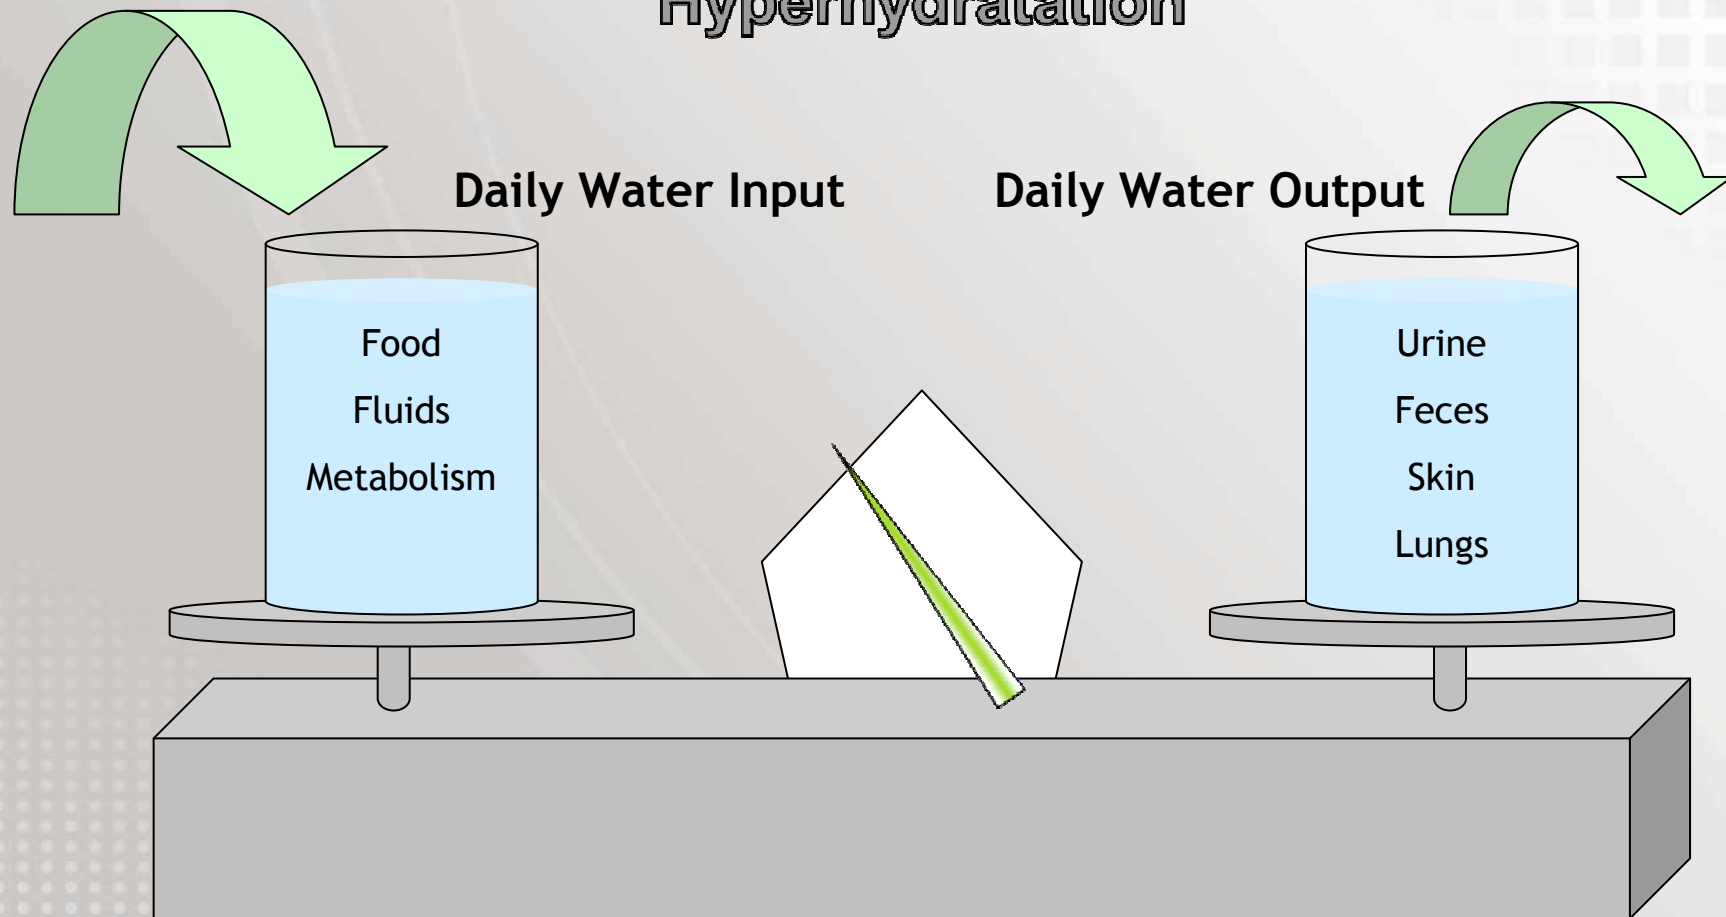 Hyperhydratation
Daily Water Input
Daily Water Output
Food
Fluids
Metabolism
Urine
Feces
Skin
Lungs